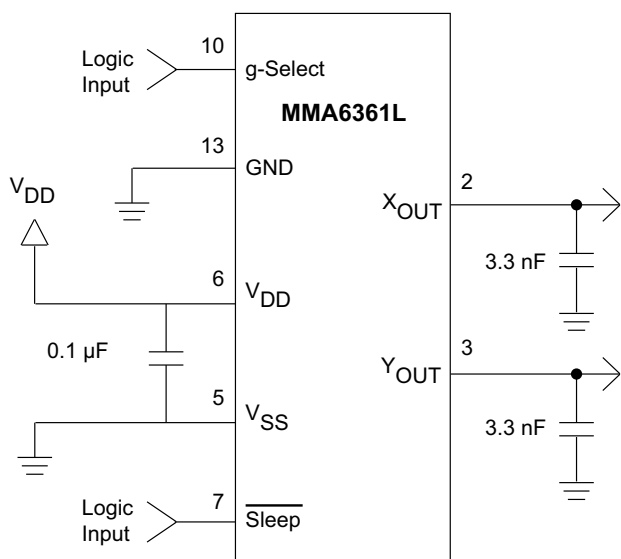 10
Logic
Input
g-Select
MMA6361L
13
GND
V_DD
2
X_OUT
3.3 nF
6
V_DD
0.1 µF
3
Y_OUT
5
V_SS
3.3 nF
Logic
Input
7
Sleep